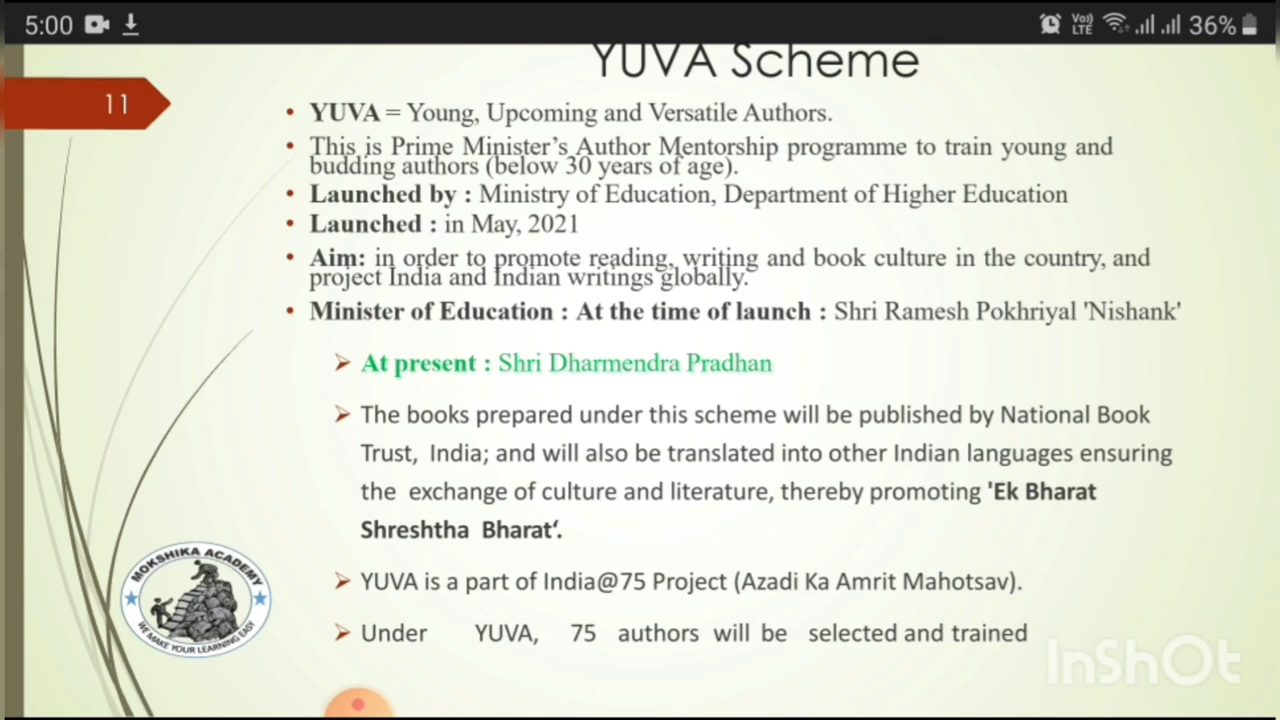 5:00 Vo) LTE 36%
YUVA Scheme
11
• YUVA = Young, Upcoming and Versatile Authors.
• This is Prime Minister's Author Mentorship programme to train young and
budding authors (below 30 years of age).
• Launched by : Ministry of Education, Department of Higher Education
• Launched : in May, 2021
• Aim: in order to promote reading, writing and book culture in the country, and
project India and Indian writings globally.
• Minister of Education : At the time of launch : Shri Ramesh Pokhriyal 'Nishank'
➢ At present : Shri Dharmendra Pradhan
➢ The books prepared under this scheme will be published by National Book
Trust, India; and will also be translated into other Indian languages ensuring
the exchange of culture and literature, thereby promoting 'Ek Bharat
Shreshtha Bharat‘.
➢ YUVA is a part of India@75 Project (Azadi Ka Amrit Mahotsav).
➢ Under YUVA, 75 authors will be selected and trained
MOKSHIKA ACADEMY
WE MAKE YOUR LEARNING EASY
InShOt